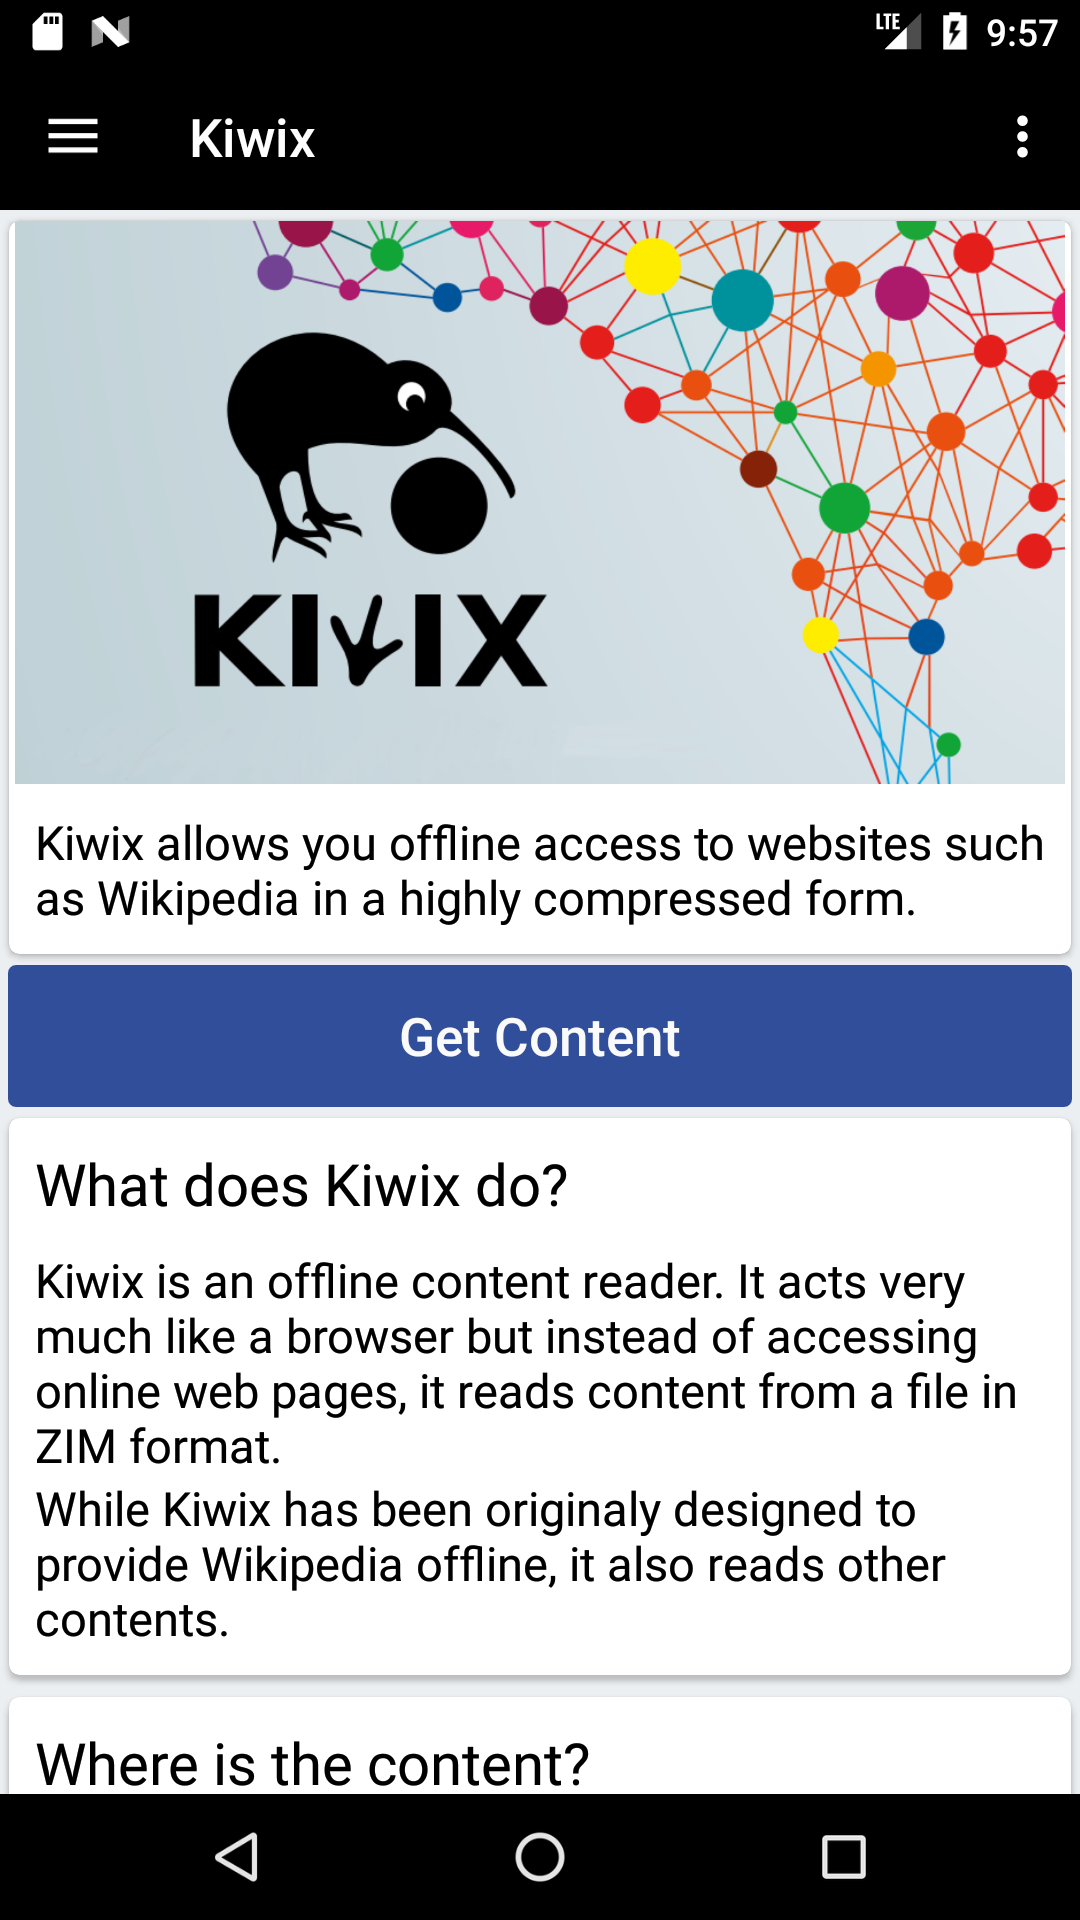 LTE 9:57
Kiwix
KIWIX
Kiwix allows you offline access to websites such
as Wikipedia in a highly compressed form.
Get Content
What does Kiwix do?
Kiwix is an offline content reader. It acts very
much like a browser but instead of accessing
online web pages, it reads content from a file in
ZIM format.
While Kiwix has been originaly designed to
provide Wikipedia offline, it also reads other
contents.
Where is the content?